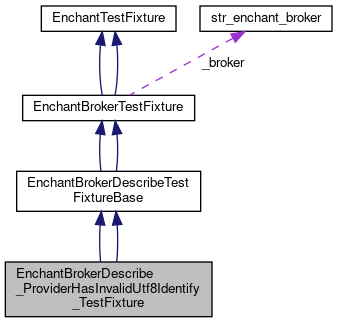 EnchantTestFixture
str_enchant_broker
_broker
EnchantBrokerTestFixture
EnchantBrokerDescribeTest
FixtureBase
EnchantBrokerDescribe
_ProviderHasInvalidUtf8Identify
_TestFixture